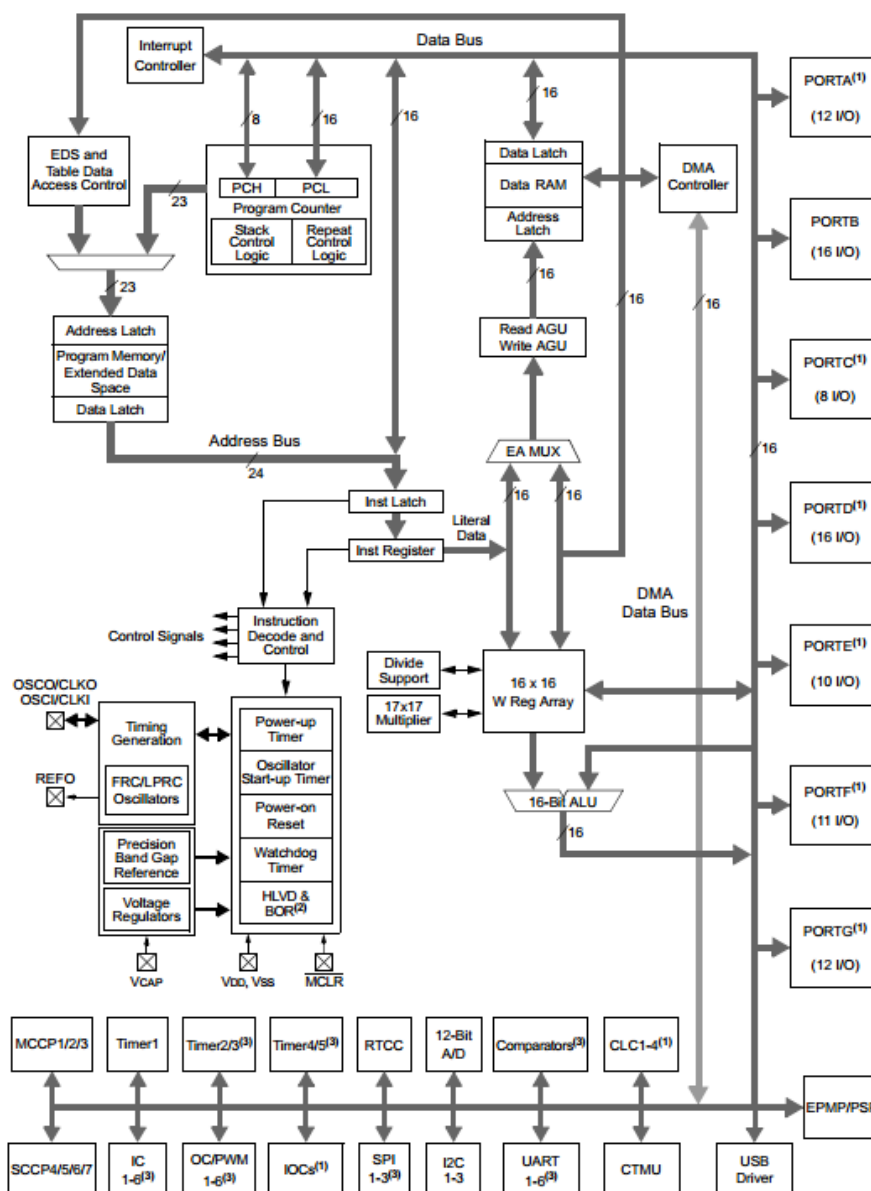 Data Bus
Interrupt
Controller
16
8
16
16
16
PORTA(1)
(12 I/O)
EDS and
Table Data
Access Control
23
PCH
PCL
Program Counter
Stack
Control
Logic
Repeat
Control
Logic
Data Latch
Data RAM
Address
Latch
DMA
Controller
PORTB
(16 I/O)
23
16
16
16
Address Latch
Program Memory/
Extended Data
Space
Data Latch
Read AGU
Write AGU
PORTC(1)
(8 I/O)
Address Bus
24
EA MUX
16
16
16
Inst Latch
Inst Register
Literal
Data
PORTD(1)
(16 I/O)
DMA
Data Bus
Control Signals
Instruction
Decode and
Control
Divide
Support
17x17
Multiplier
16 x 16
W Reg Array
PORTE(1)
(10 I/O)
OSCO/CLKO
OSCI/CLKI
Timing
Generation
REFO
FRC/LPRC
Oscillators
Precision
Band Gap
Reference
Voltage
Regulators
Power-up
Timer
Oscillator
Start-up Timer
Power-on
Reset
Watchdog
Timer
HLVD &
BOR(2)
16-Bit ALU
16
PORTF(1)
(11 I/O)
PORTG(1)
(12 I/O)
VCAP
VDD, VSS
MCLR
MCCP1/2/3
Timer1
Timer2/3(3)
Timer4/5(3)
RTCC
12-Bit
A/D
Comparators(3)
CLC1-4(1)
EPMP/PSP
SCCP4/5/6/7
IC
1-6(3)
OC/PWM
1-6(3)
IOCs(1)
SPI
1-3(3)
I2C
1-3
UART
1-6(3)
CTMU
USB
Driver